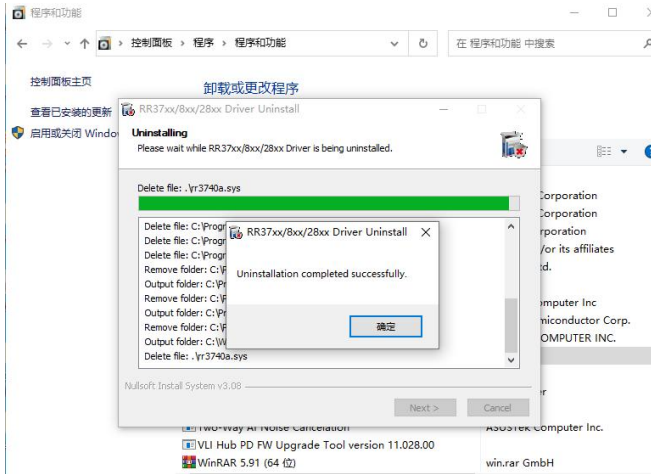 程序和功能
控制面板 › 程序 › 程序和功能
在 程序和功能 中搜索
控制面板主页
卸载或更改程序
查看已安装的更新
启用或关闭 Windo
RR37xx/8xx/28xx Driver Uninstall
Uninstalling
Please wait while RR37xx/8xx/28xx Driver is being uninstalled.
Delete file: .\rr3740a.sys
Delete file: C:\Progr
Delete file: C:\Progr
Delete file: C:\Progr
Remove folder: C:\P
Output folder: C:\Pr
Remove folder: C:\P
Output folder: C:\Pr
Remove folder: C:\P
Output folder: C:\W
Delete file: .\rr3740a.sys
RR37xx/8xx/28xx Driver Uninstall
Uninstallation completed successfully.
确定
Nullsoft Install System v3.08
Next >
Cancel
Corporation
Corporation
rporation
/or its affiliates
td.
omputer Inc
miconductor Corp.
OMPUTER INC.
er
Two-Way AI Noise Cancelation
ASUSTeK Computer Inc.
VLI Hub PD FW Upgrade Tool version 11.028.00
WinRAR 5.91 (64 位)
win.rar GmbH